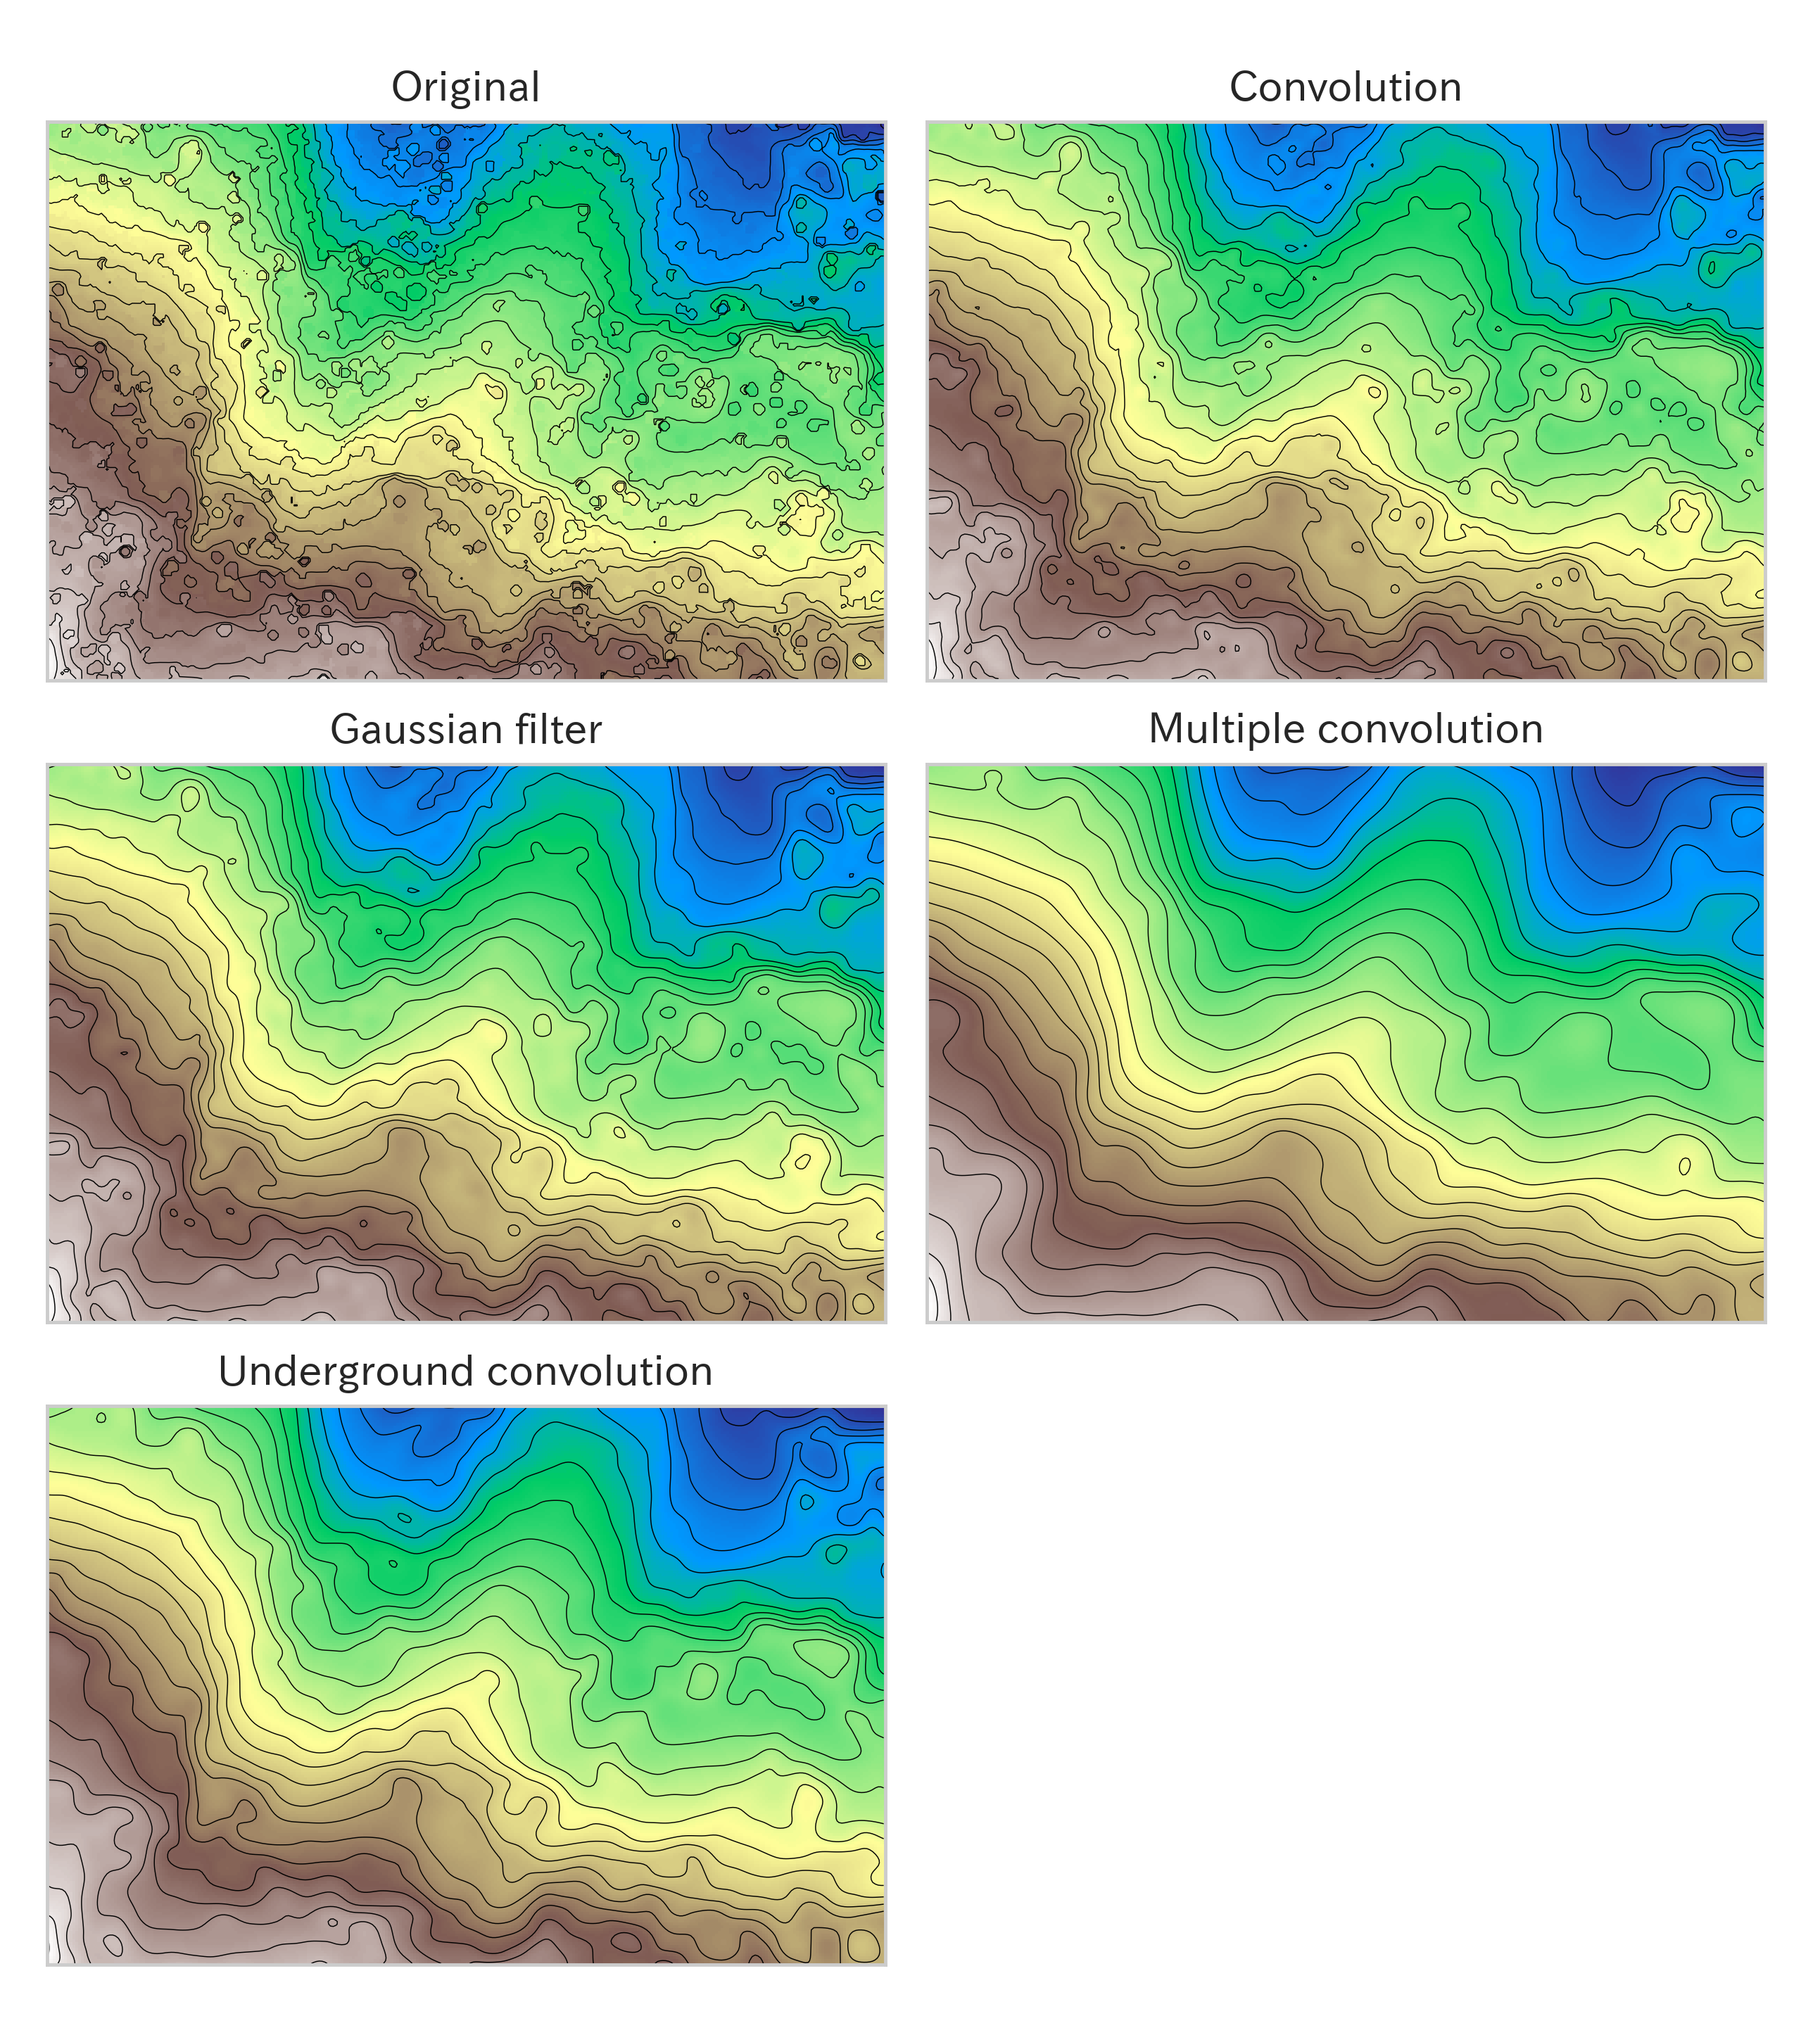 Original
Convolution
Gaussian filter
Multiple convolution
Underground convolution